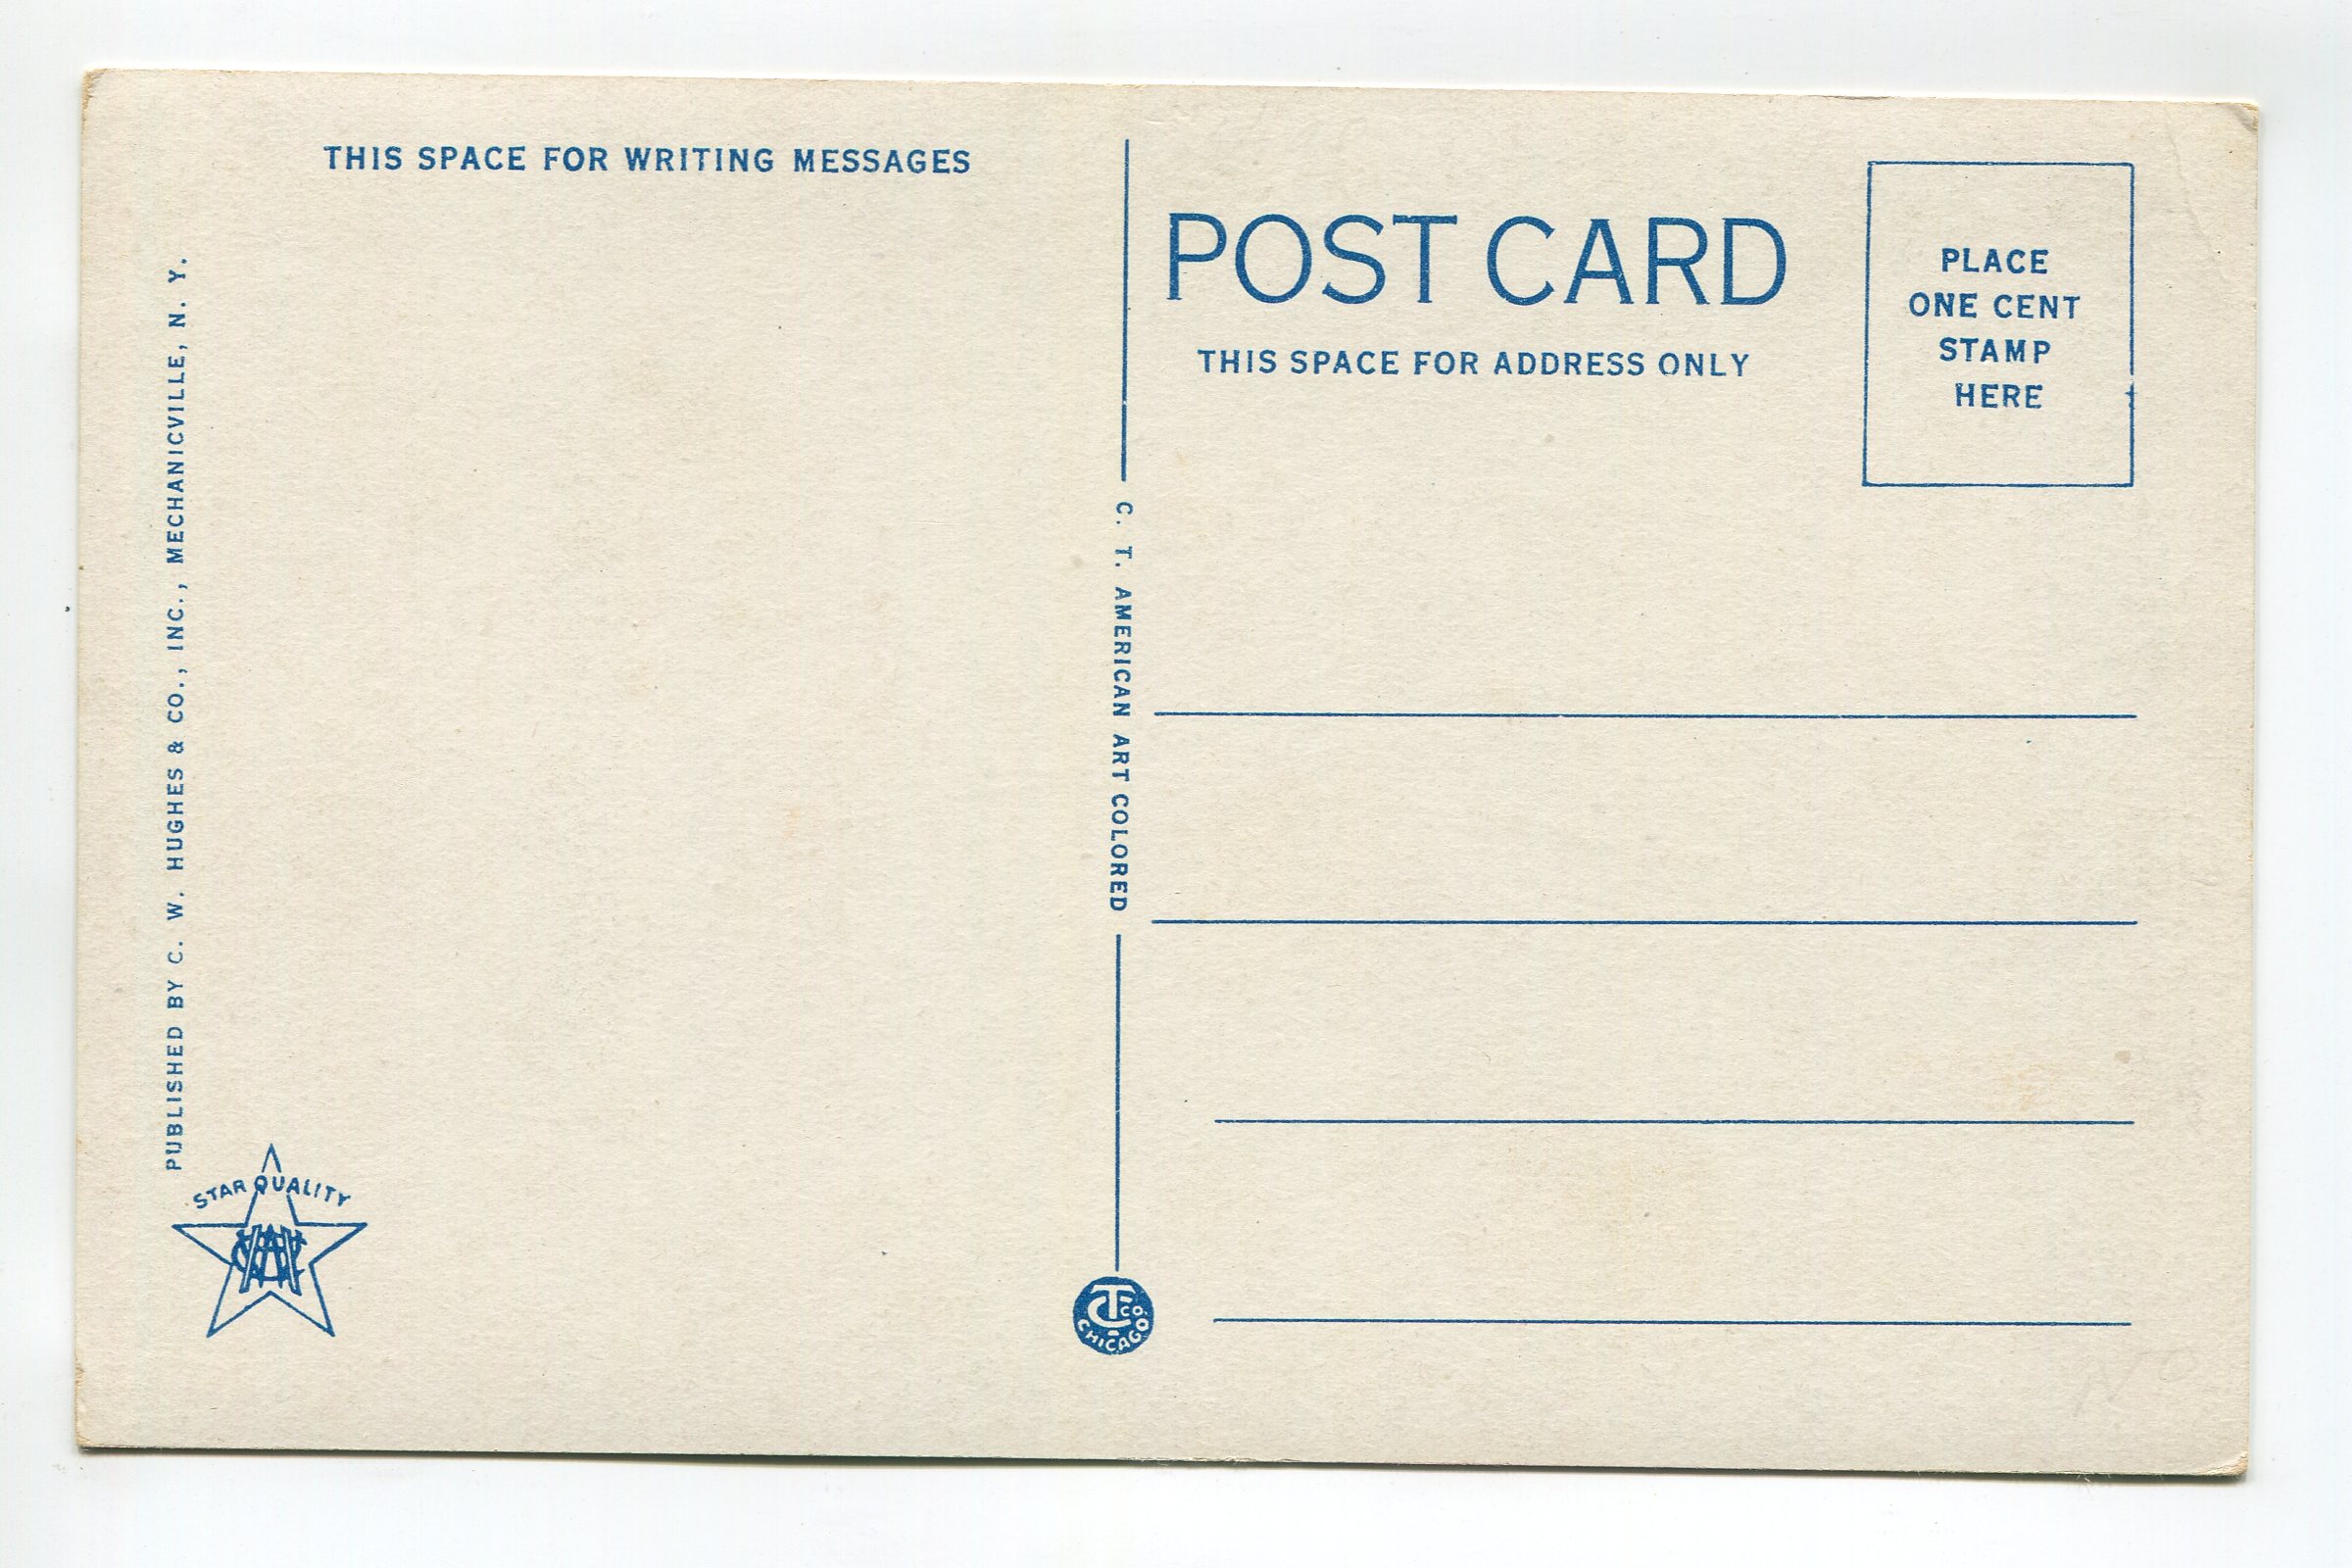 THIS SPACE FOR WRITING MESSAGES
PUBLISHED BY C. W. HUGHES & CO., INC., MECHANICVILLE, N. Y.
STAR QUALITY
C. T. AMERICAN ART COLORED
CT CO.
CHICAGO
POST CARD
THIS SPACE FOR ADDRESS ONLY
PLACE
ONE CENT
STAMP
HERE